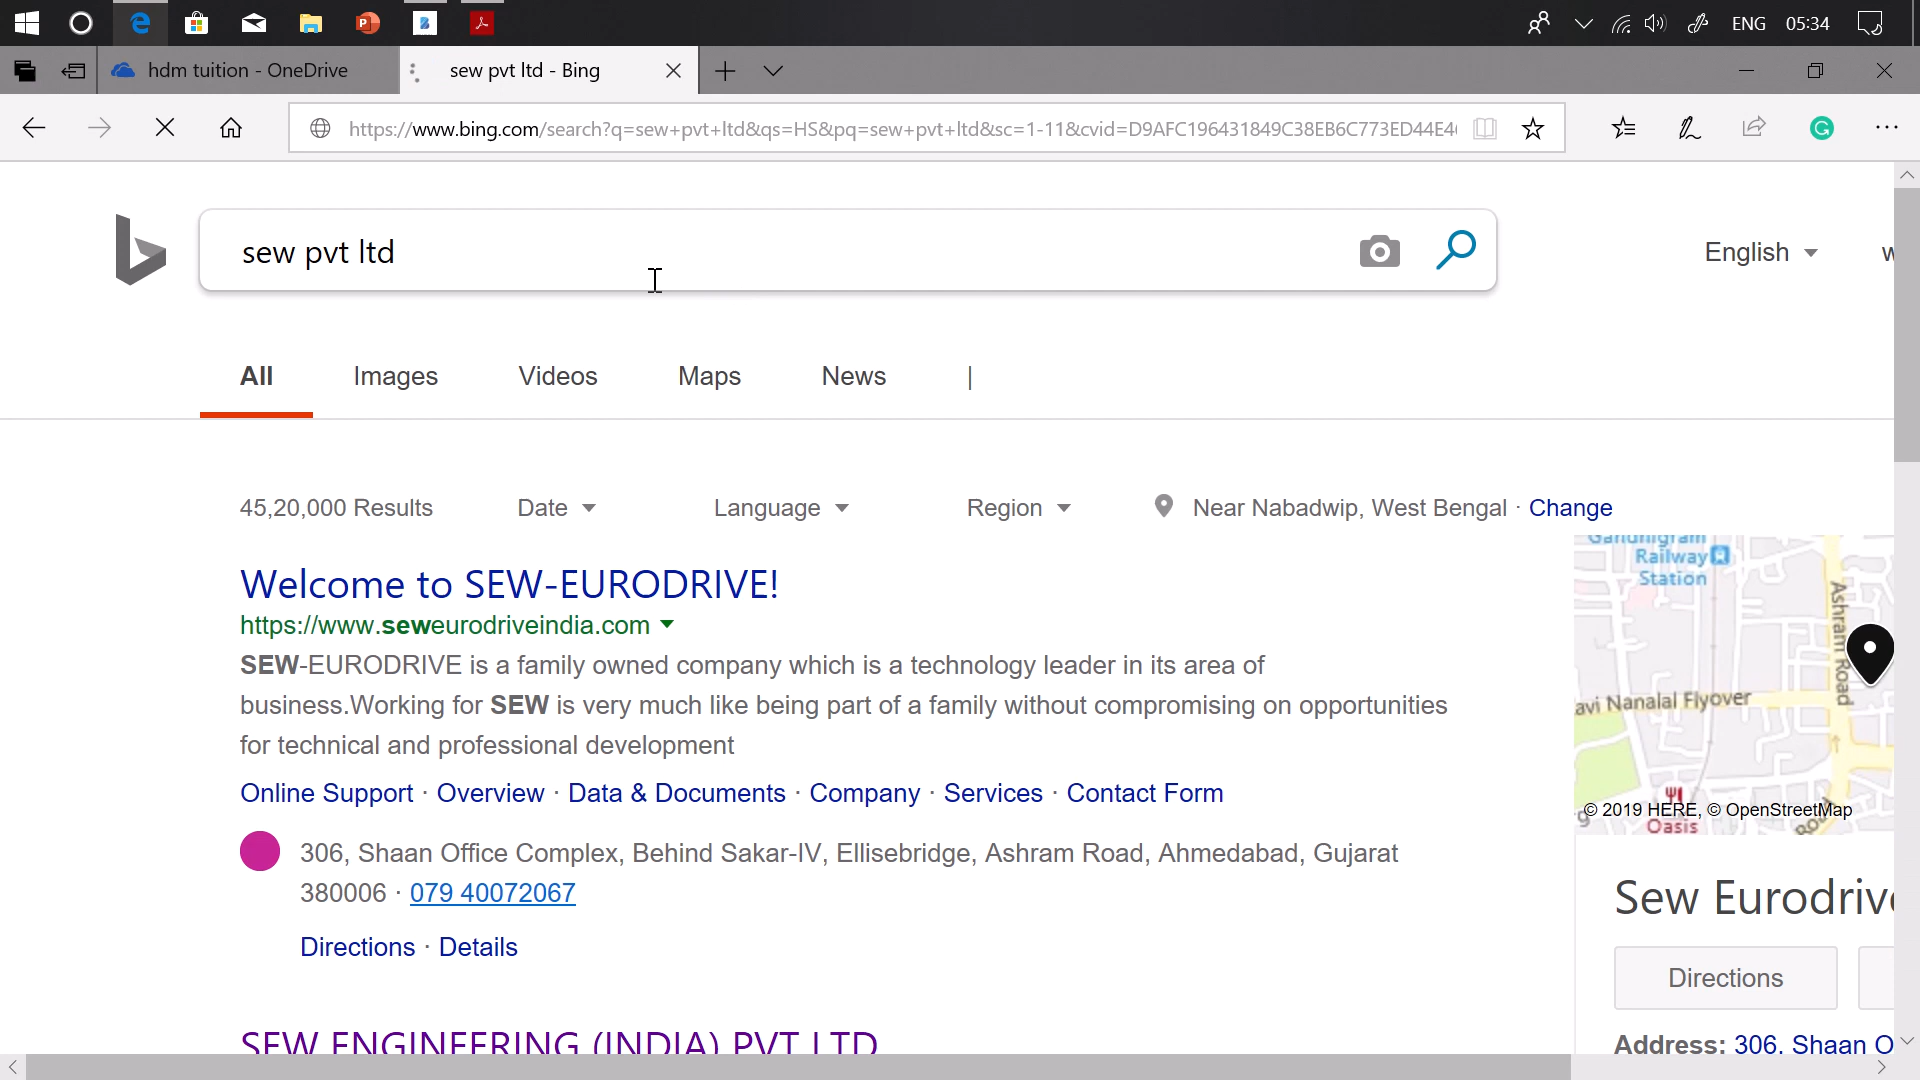 ENG 05:34
hdm tuition - OneDrive
sew pvt ltd - Bing
https://www.bing.com/search?q=sew+pvt+ltd&qs=HS&pq=sew+pvt+ltd&sc=1-11&cvid=D9AFC196431849C38EB6C773ED44E4
sew pvt ltd
English
All Images Videos Maps News |
45,20,000 Results Date Language Region Near Nabadwip, West Bengal · Change
Welcome to SEW-EURODRIVE!
https://www.seweurodriveindia.com
SEW-EURODRIVE is a family owned company which is a technology leader in its area of
business.Working for SEW is very much like being part of a family without compromising on opportunities
for technical and professional development
Online Support · Overview · Data & Documents · Company · Services · Contact Form
306, Shaan Office Complex, Behind Sakar-IV, Ellisebridge, Ashram Road, Ahmedabad, Gujarat
380006 · 079 40072067
Directions · Details
SEW ENGINEERING (INDIA) PVT LTD
Gandhigram
Railway
Station
Ashram Road
avi Nanalal Flyover
© 2019 HERE, © OpenStreetMap
Oasis
Sew Eurodrive
Directions
Address: 306, Shaan O